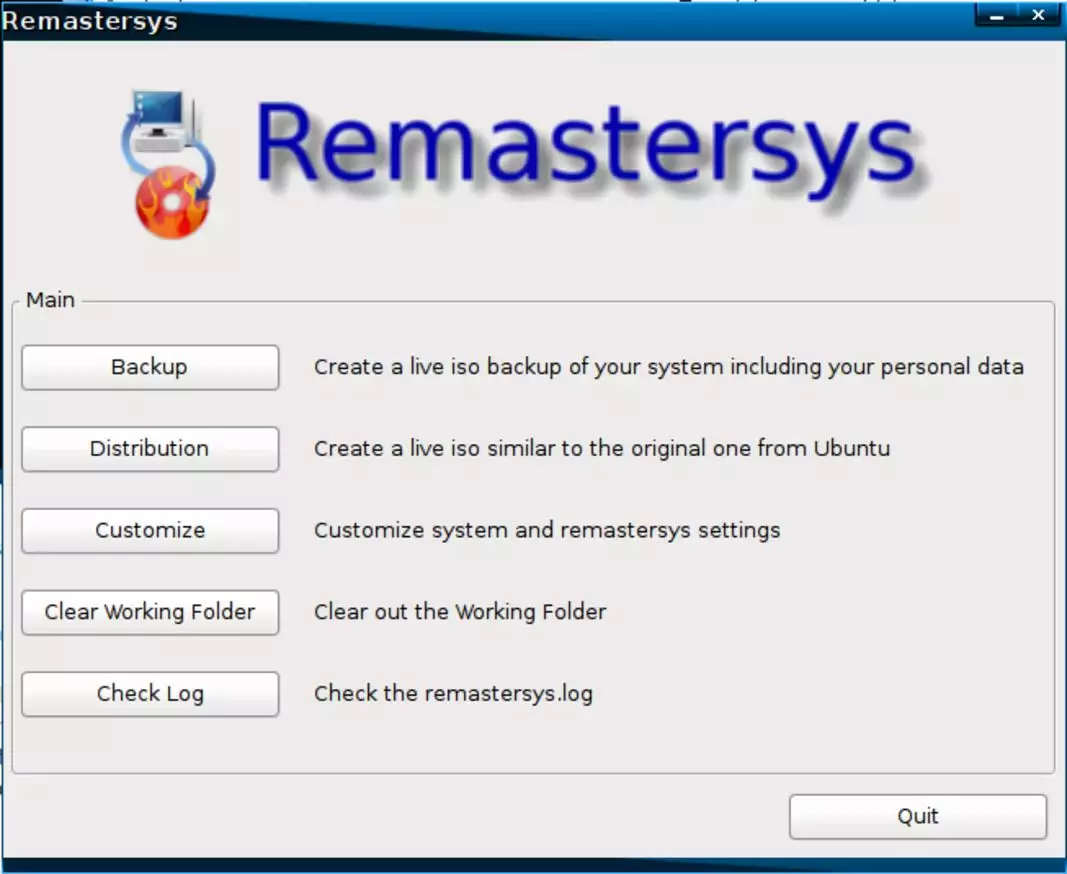 Remastersys
Remastersys
Main
Backup Create a live iso backup of your system including your personal data
Distribution Create a live iso similar to the original one from Ubuntu
Customize Customize system and remastersys settings
Clear Working Folder Clear out the Working Folder
Check Log Check the remastersys.log
Quit